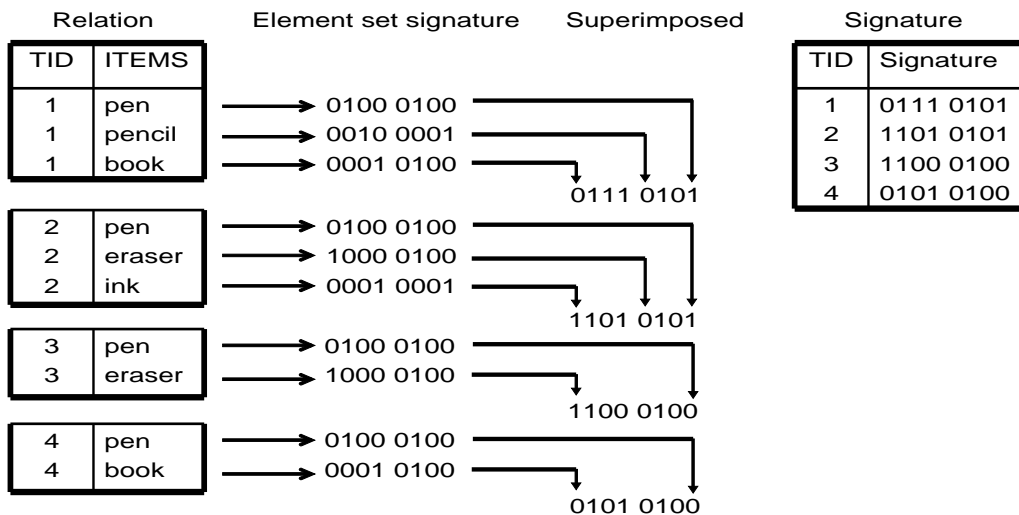 Relation Element set signature Superimposed Signature
TID ITEMS
1 pen 0100 0100
1 pencil 0010 0001
1 book 0001 0100
0111 0101
2 pen 0100 0100
2 eraser 1000 0100
2 ink 0001 0001
1101 0101
3 pen 0100 0100
3 eraser 1000 0100
1100 0100
4 pen 0100 0100
4 book 0001 0100
0101 0100
TID Signature
1 0111 0101
2 1101 0101
3 1100 0100
4 0101 0100